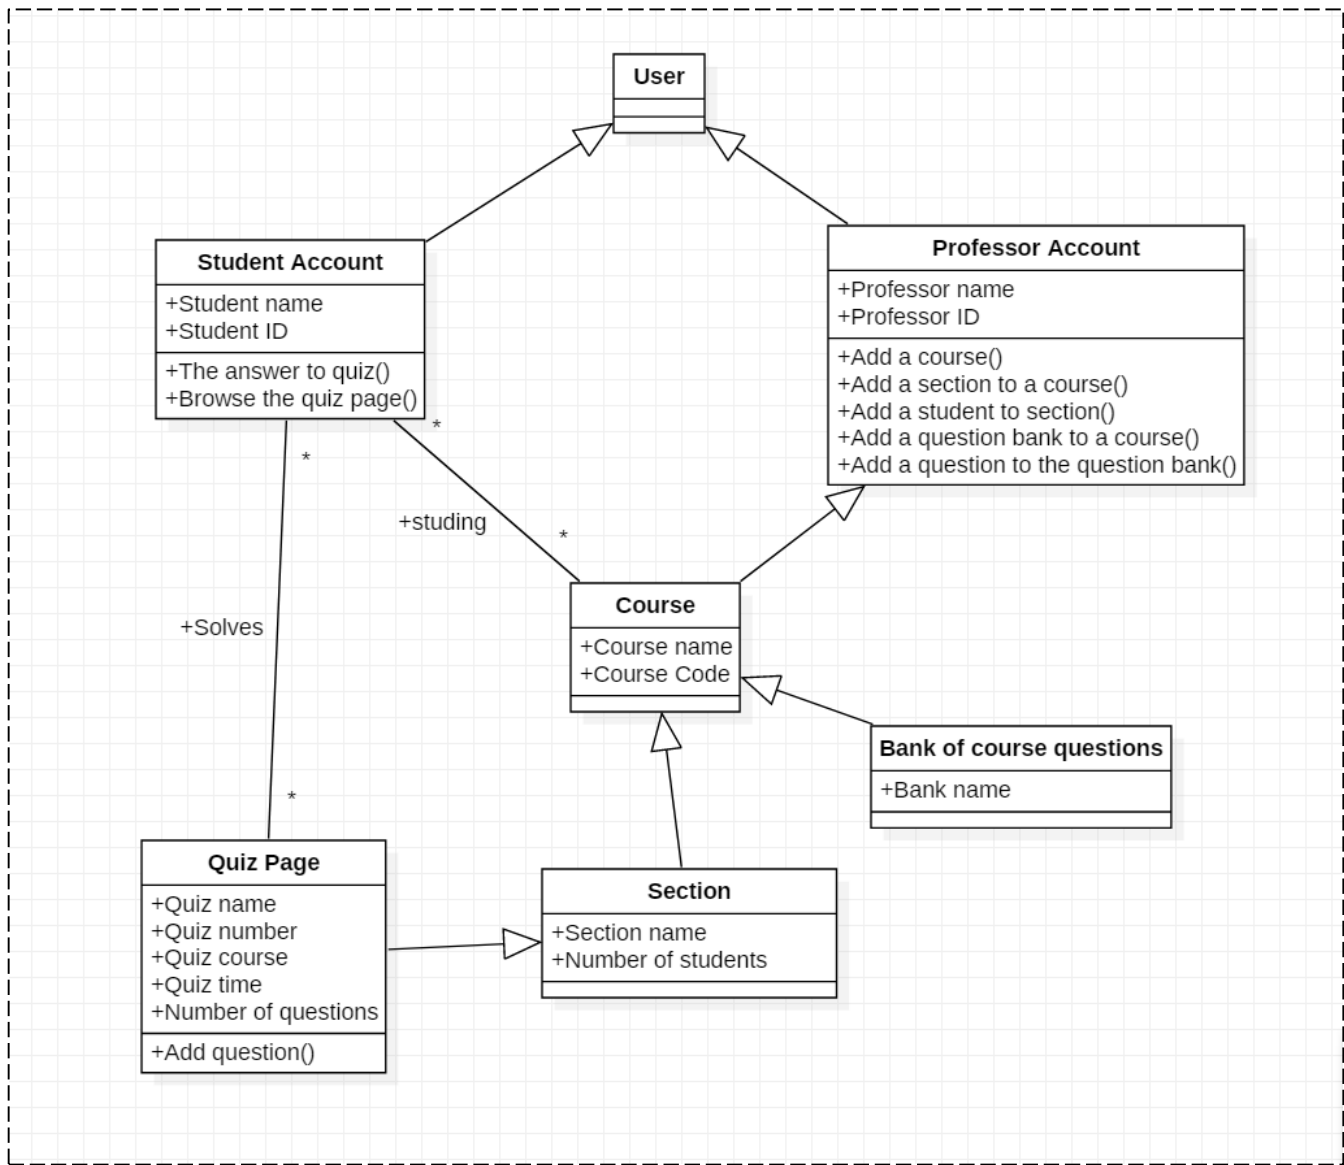 User
Student Account
+Student name
+Student ID
+The answer to quiz()
+Browse the quiz page()
Professor Account
+Professor name
+Professor ID
+Add a course()
+Add a section to a course()
+Add a student to section()
+Add a question bank to a course()
+Add a question to the question bank()
*
*
+studing
*
+Solves
*
Course
+Course name
+Course Code
Bank of course questions
+Bank name
Quiz Page
+Quiz name
+Quiz number
+Quiz course
+Quiz time
+Number of questions
+Add question()
Section
+Section name
+Number of students